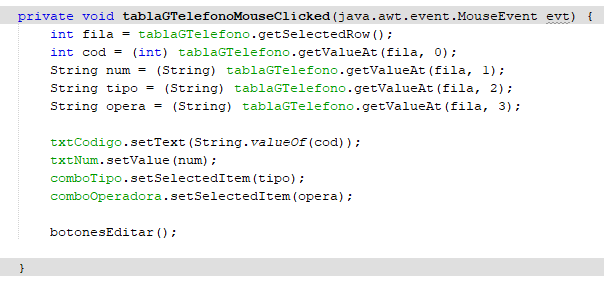 private void tablaGTelefonoMouseClicked(java.awt.event.MouseEvent evt) {
    int fila = tablaGTelefono.getSelectedRow();
    int cod = (int) tablaGTelefono.getValueAt(fila, 0);
    String num = (String) tablaGTelefono.getValueAt(fila, 1);
    String tipo = (String) tablaGTelefono.getValueAt(fila, 2);
    String opera = (String) tablaGTelefono.getValueAt(fila, 3);
    txtCodigo.setText(String.valueOf(cod));
    txtNum.setValue(num);
    comboTipo.setSelectedItem(tipo);
    comboOperadora.setSelectedItem(opera);
    botonesEditar();
}